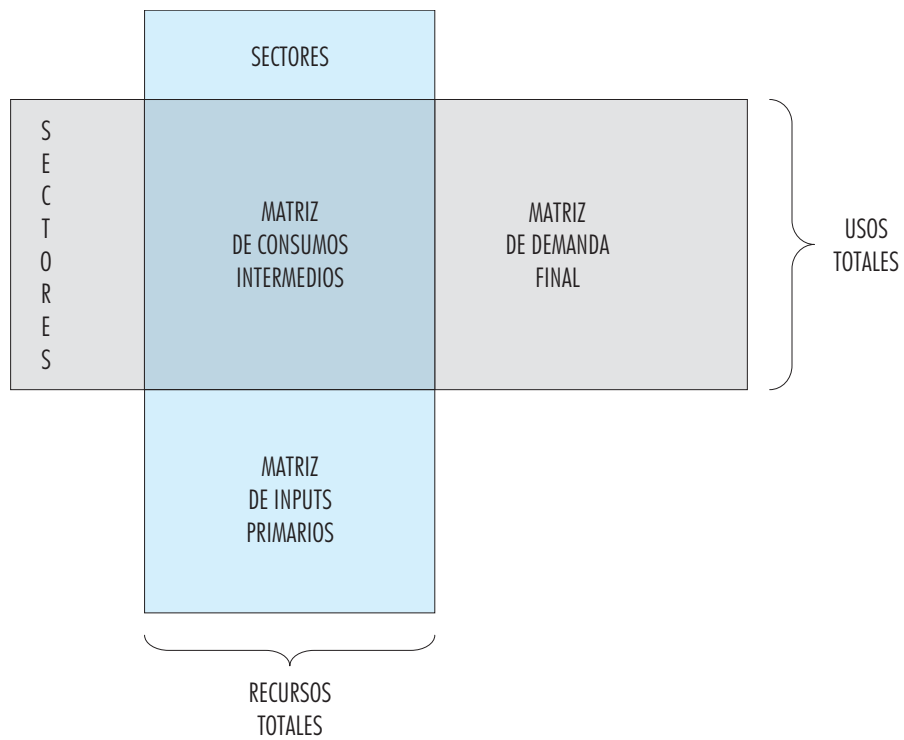 SECTORES
S
E
C
T
O
R
E
S
MATRIZ
DE CONSUMOS
INTERMEDIOS
MATRIZ
DE DEMANDA
FINAL
USOS
TOTALES
MATRIZ
DE INPUTS
PRIMARIOS
RECURSOS
TOTALES